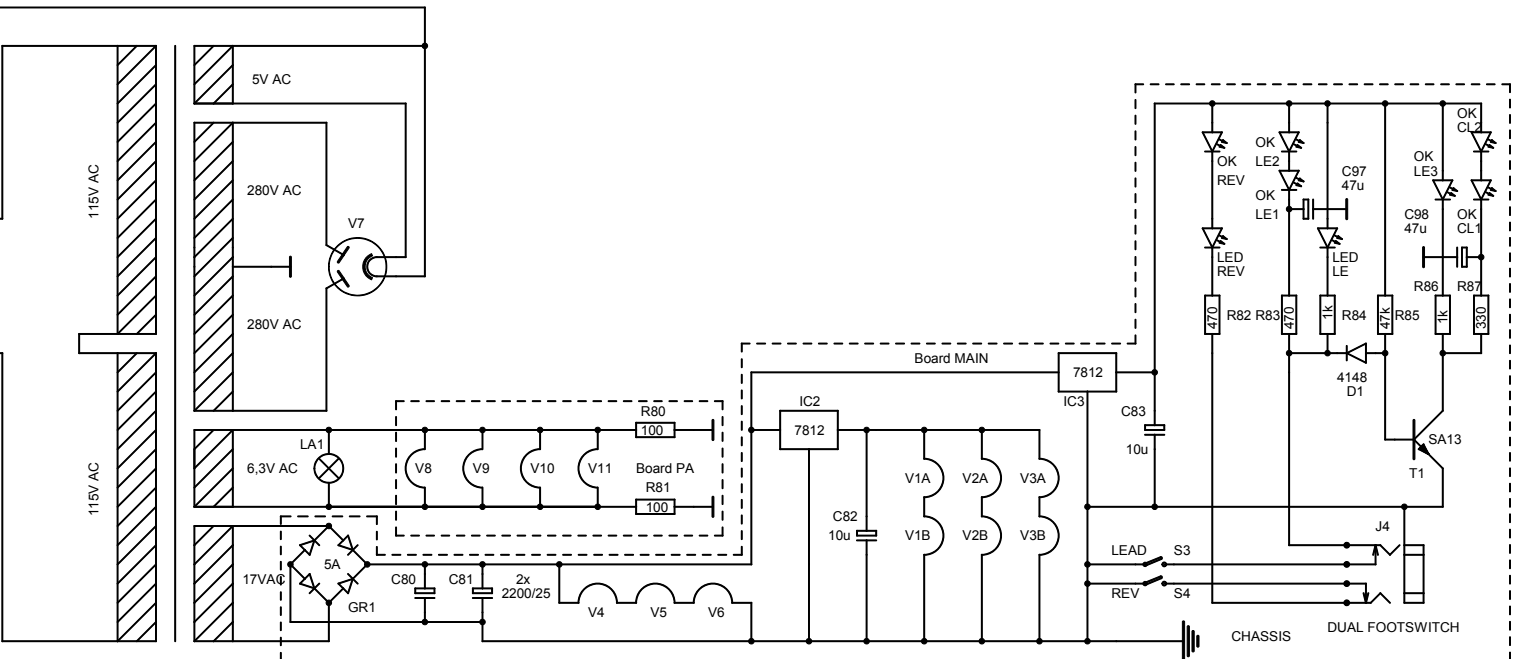 5V AC
115V AC
280V AC
V7
280V AC
115V AC
LA1
6,3V AC
17VAC
5A
GR1
C80
C81
2x
2200/25
V4
V5
V6
V8
V9
V10
V11
R80
100
Board PA
R81
100
Board MAIN
IC2
7812
C82
10u
V1A
V2A
V3A
V1B
V2B
V3B
7812
IC3
C83
10u
OK
REV
LED
REV
470
R82
OK
LE2
OK
LE1
C97
47u
LED
LE
R83
470
1k
R84
47k
R85
4148
D1
OK
LE3
C98
47u
OK
CL2
OK
CL1
R86
R87
1k
330
SA13
T1
LEAD
S3
REV
S4
J4
CHASSIS
DUAL FOOTSWITCH